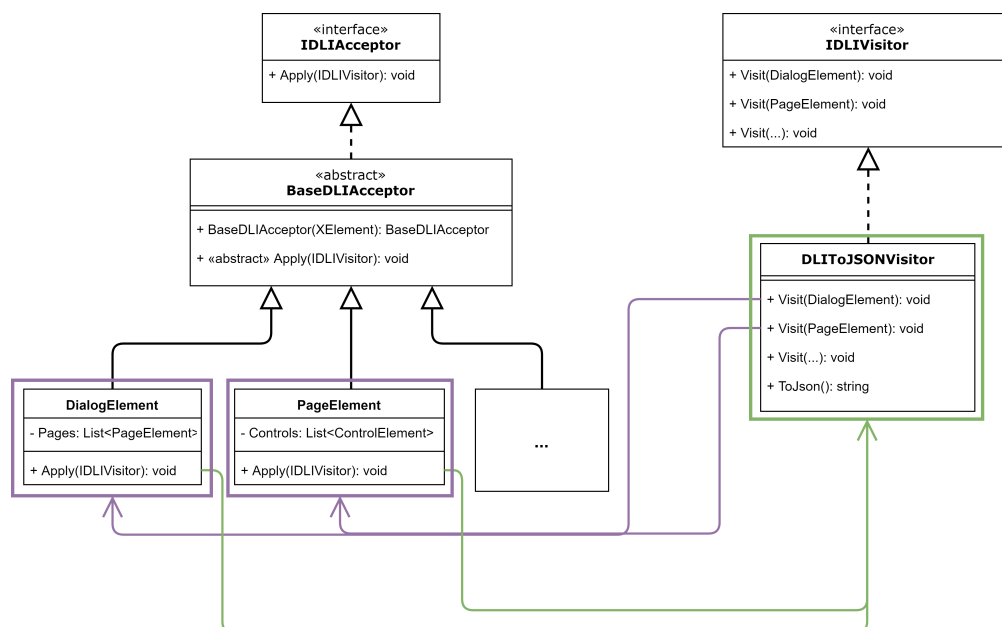 «interface»
IDLIAcceptor
+ Apply(IDLIVisitor): void
«interface»
IDLIVisitor
+ Visit(DialogElement): void
+ Visit(PageElement): void
+ Visit(...): void
«abstract»
BaseDLIAcceptor
+ BaseDLIAcceptor(XElement): BaseDLIAcceptor
+ «abstract» Apply(IDLIVisitor): void
DLIToJSONVisitor
+ Visit(DialogElement): void
+ Visit(PageElement): void
+ Visit(...): void
+ ToJson(): string
DialogElement
- Pages: List<PageElement>
+ Apply(IDLIVisitor): void
PageElement
- Controls: List<ControlElement>
+ Apply(IDLIVisitor): void
...